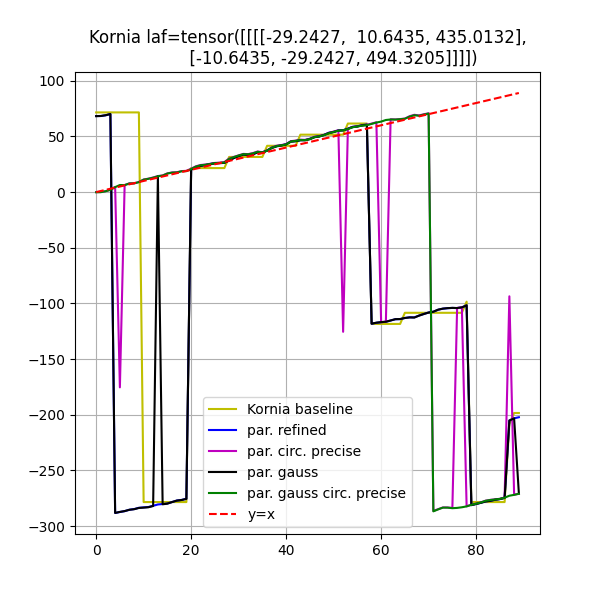 Kornia laf=tensor([[[[-29.2427,  10.6435, 435.0132],
[-10.6435, -29.2427, 494.3205]]]])
100
50
0
−50
−100
−150
−200
−250
−300
Kornia baseline
par. refined
par. circ. precise
par. gauss
par. gauss circ. precise
y=x
0
20
40
60
80